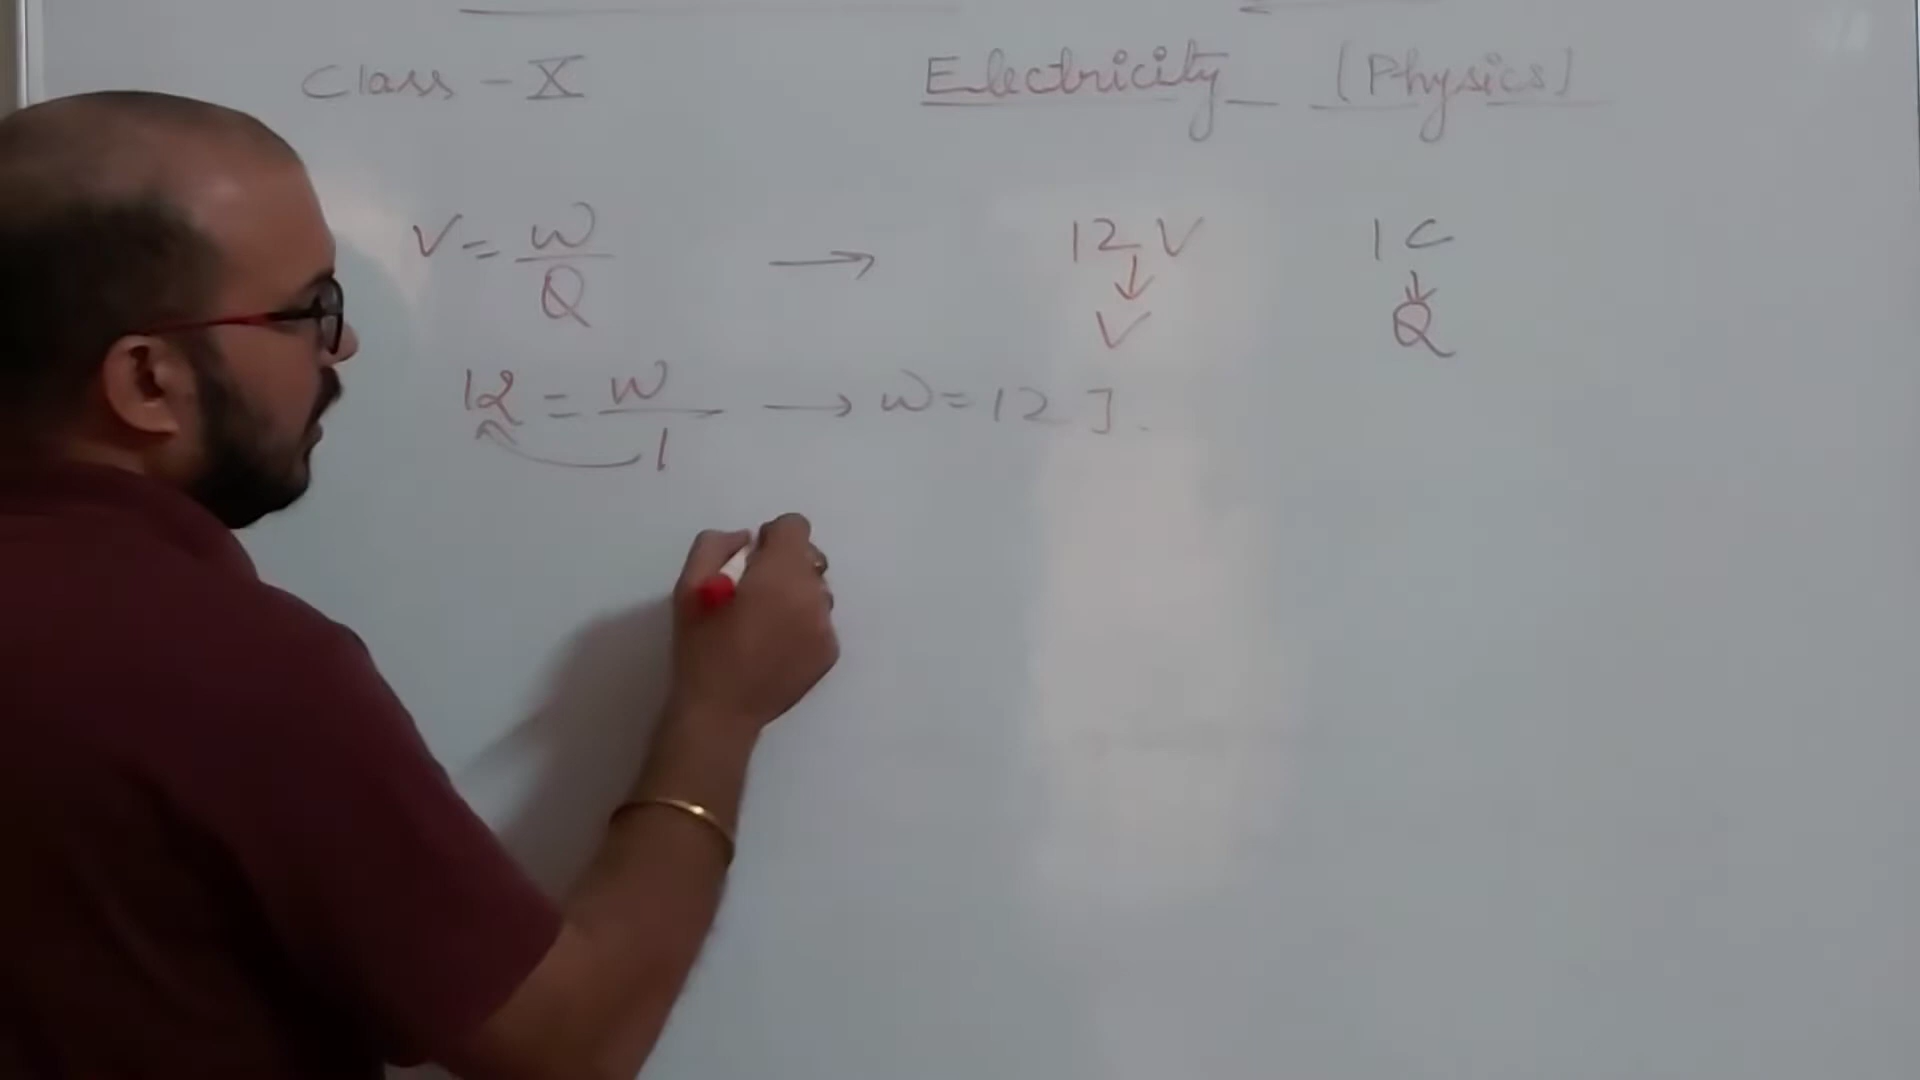 Class - X Electricity (Physics)
V = W/Q → 12 V 1 C
↓ ↓
V Q
12 = W/1 → W = 12 J.